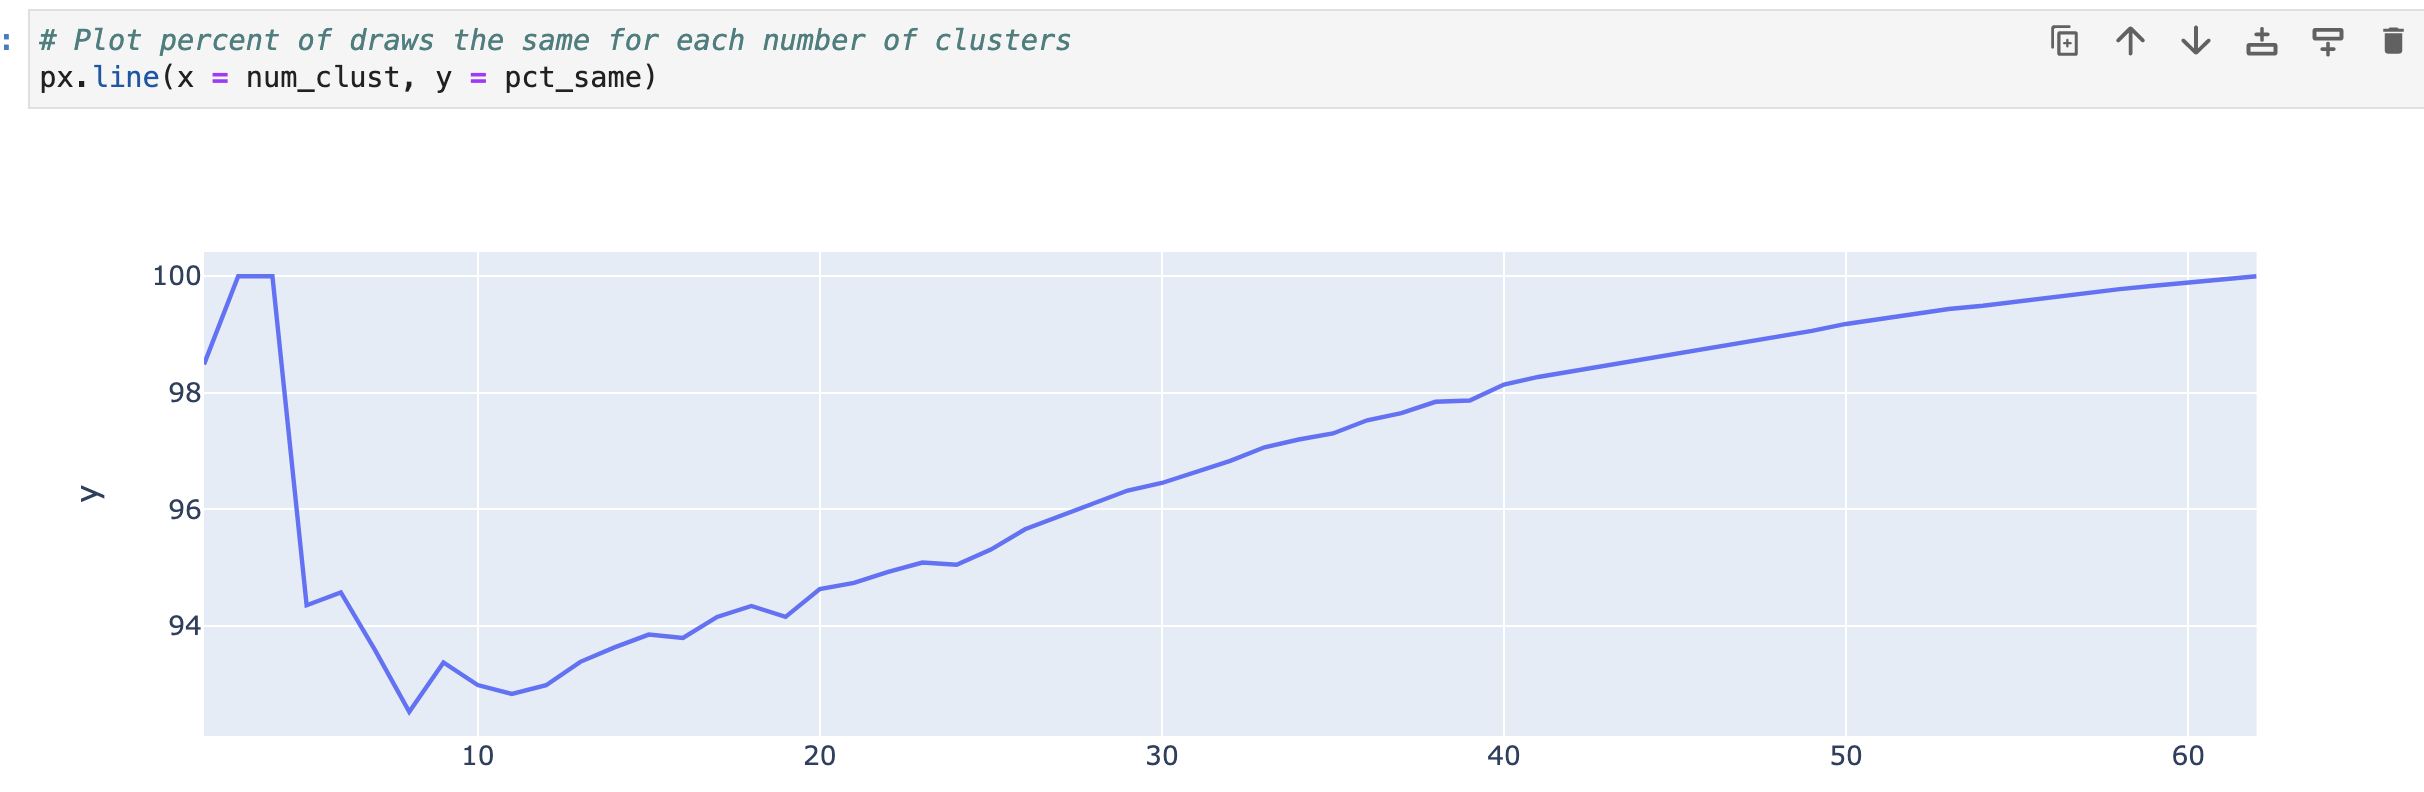 :
# Plot percent of draws the same for each number of clusters
px.line(x = num_clust, y = pct_same)
100
98
96
94
y
10 20 30 40 50 60